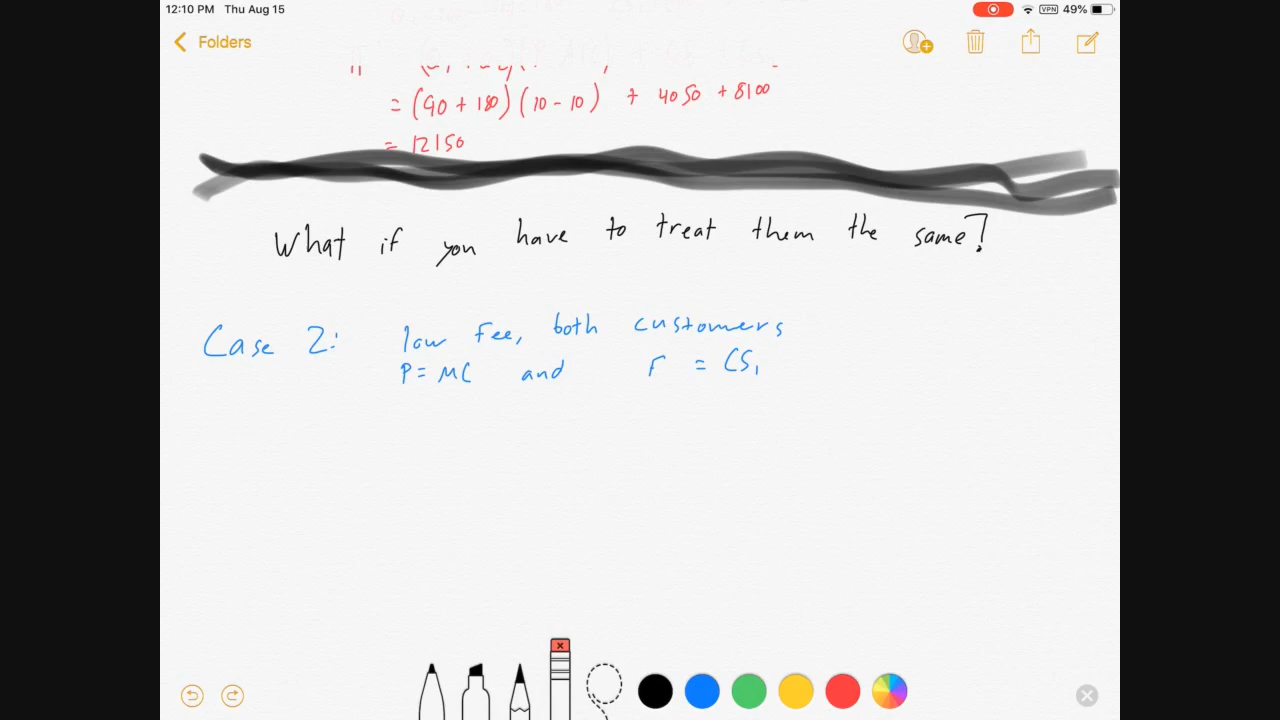 12:10 PM Thu Aug 15
VPN 49%
Folders
= (90 + 180) (10 - 10) + 4050 + 8100
= 12150
What if you have to treat them the same?
Case 2: low fee, both customers
P = MC and F = CS₁